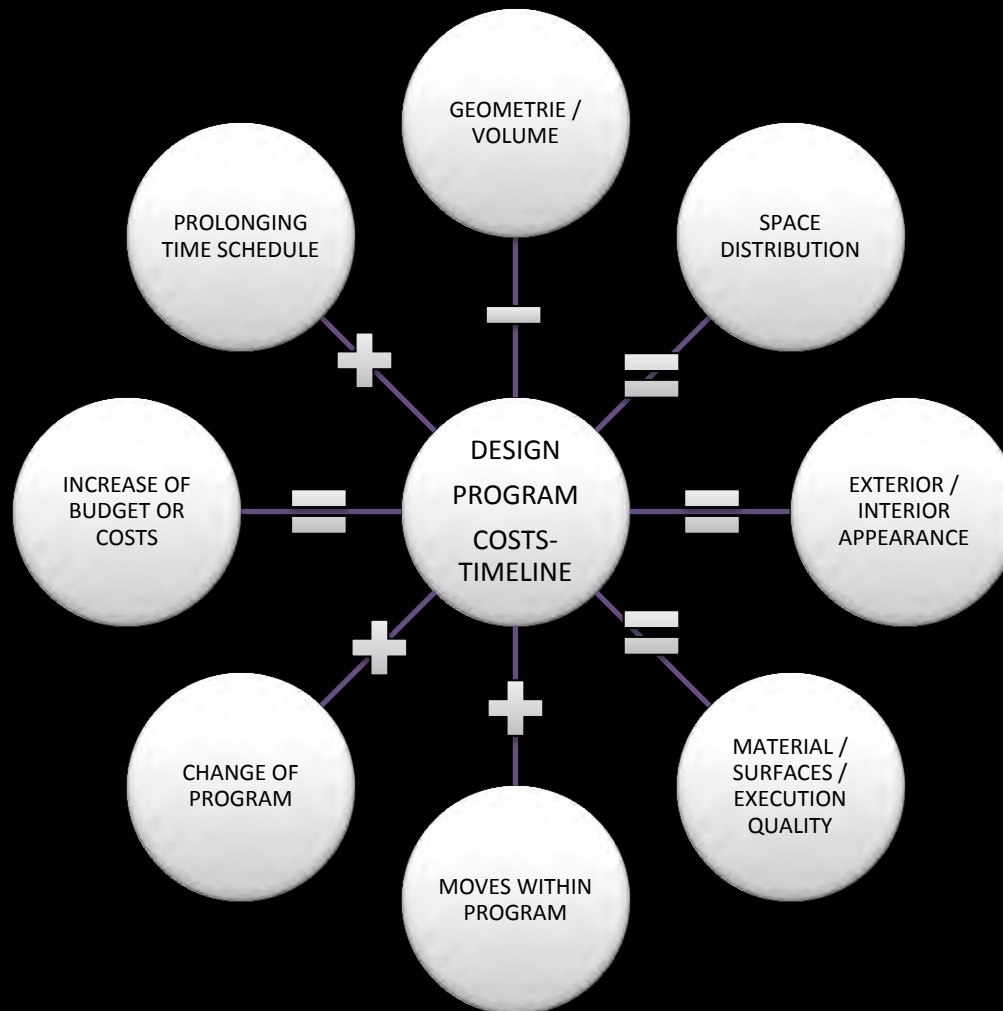 GEOMETRIE /
VOLUME
SPACE
DISTRIBUTION
EXTERIOR /
INTERIOR
APPEARANCE
MATERIAL /
SURFACES /
EXECUTION
QUALITY
MOVES WITHIN
PROGRAM
CHANGE OF
PROGRAM
INCREASE OF
BUDGET OR
COSTS
PROLONGING
TIME SCHEDULE
DESIGN
PROGRAM
COSTS-
TIMELINE